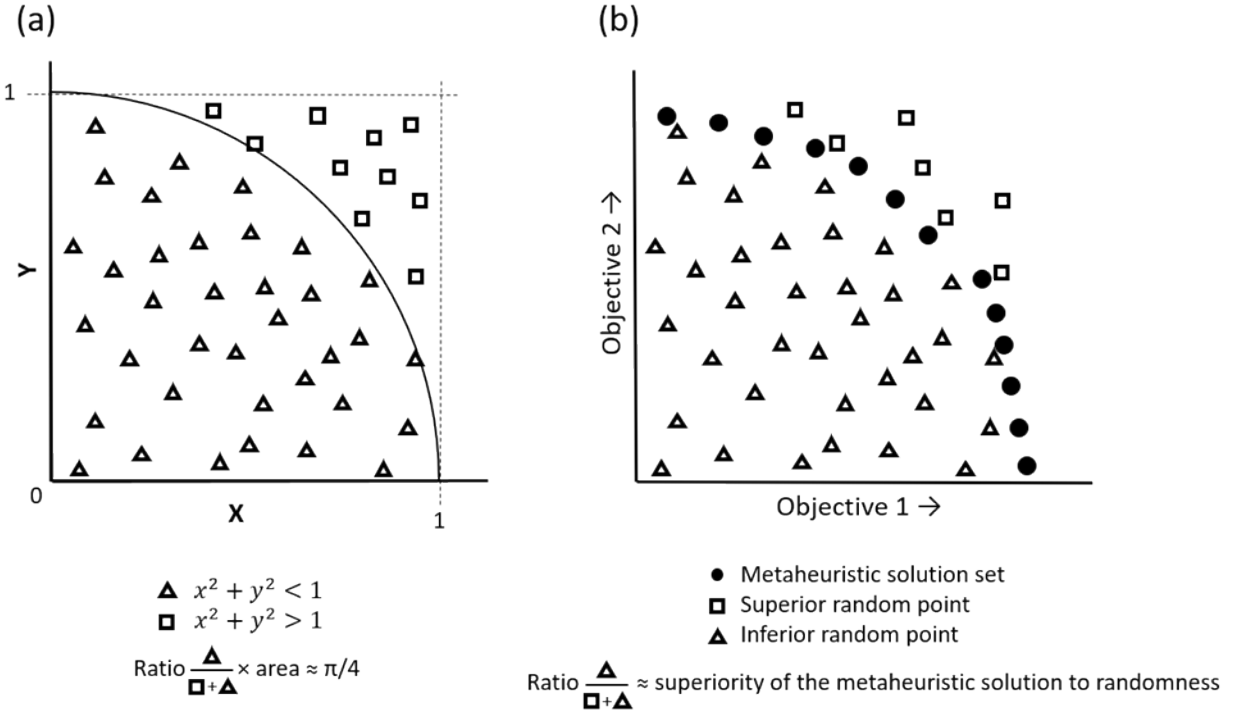 (a)
1
Y
0
X
1
△ x² + y² < 1
□ x² + y² > 1
Ratio △/(□+△) × area ≈ π/4
(b)
Objective 2 →
Objective 1 →
● Metaheuristic solution set
□ Superior random point
△ Inferior random point
Ratio △/(□+△) ≈ superiority of the metaheuristic solution to randomness